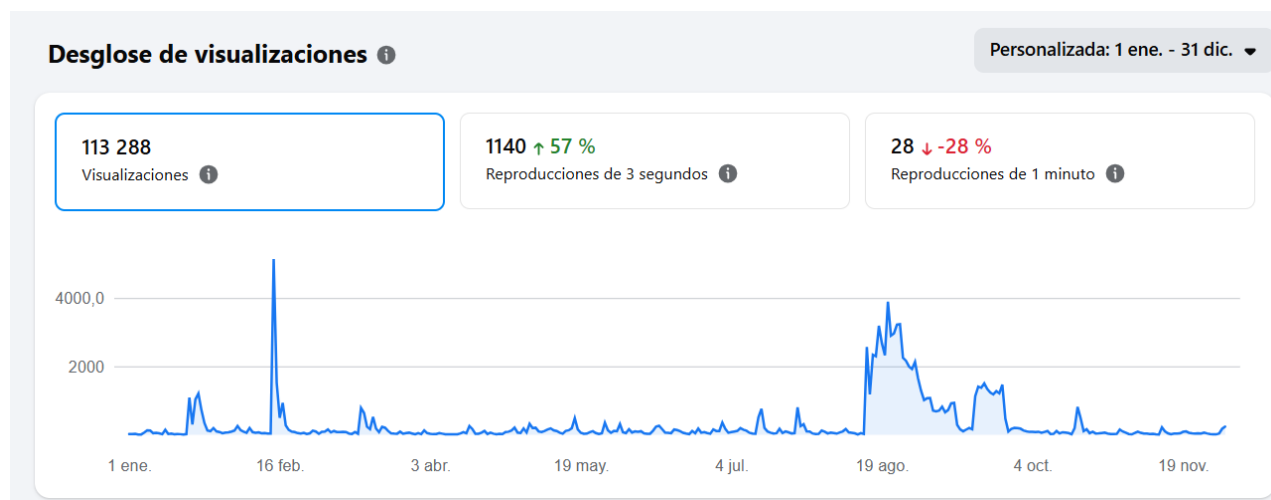 Desglose de visualizaciones
Personalizada: 1 ene. - 31 dic.
113 288
Visualizaciones
1140 ↑ 57 %
Reproducciones de 3 segundos
28 ↓ -28 %
Reproducciones de 1 minuto
4000,0
2000
1 ene. 16 feb. 3 abr. 19 may. 4 jul. 19 ago. 4 oct. 19 nov.